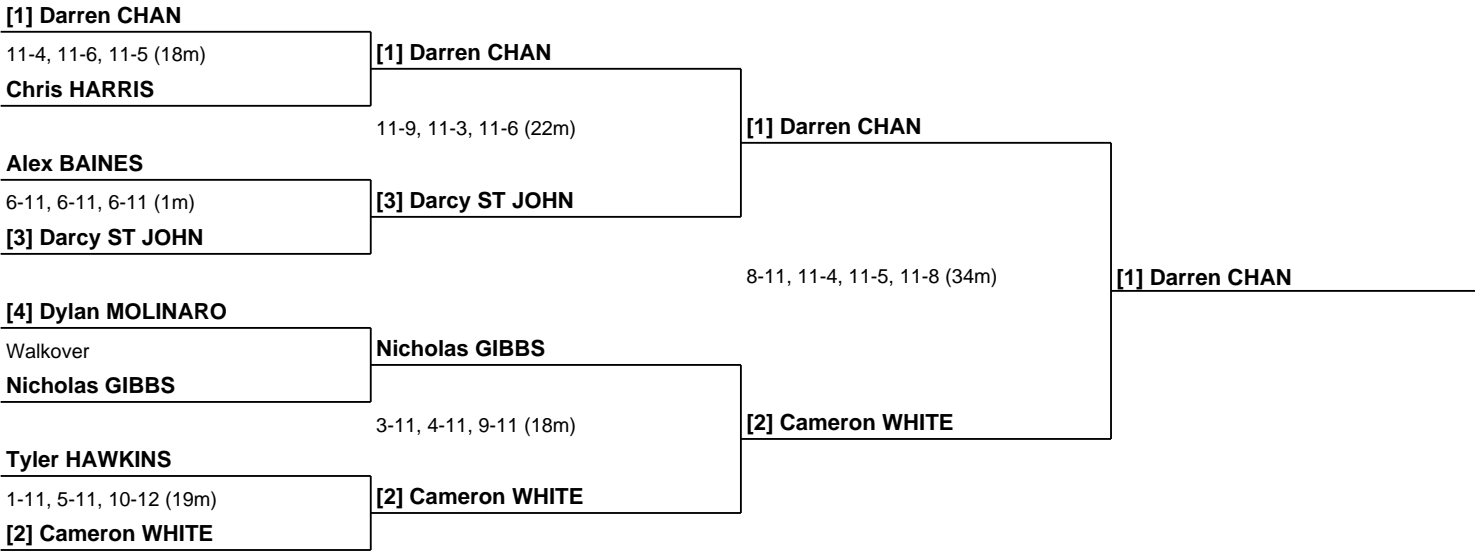 [1] Darren CHAN
11-4, 11-6, 11-5 (18m)
Chris HARRIS
Alex BAINES
6-11, 6-11, 6-11 (1m)
[3] Darcy ST JOHN
[4] Dylan MOLINARO
Walkover
Nicholas GIBBS
Tyler HAWKINS
1-11, 5-11, 10-12 (19m)
[2] Cameron WHITE
[1] Darren CHAN
11-9, 11-3, 11-6 (22m)
[3] Darcy ST JOHN
Nicholas GIBBS
3-11, 4-11, 9-11 (18m)
[2] Cameron WHITE
[1] Darren CHAN
8-11, 11-4, 11-5, 11-8 (34m)
[2] Cameron WHITE
[1] Darren CHAN